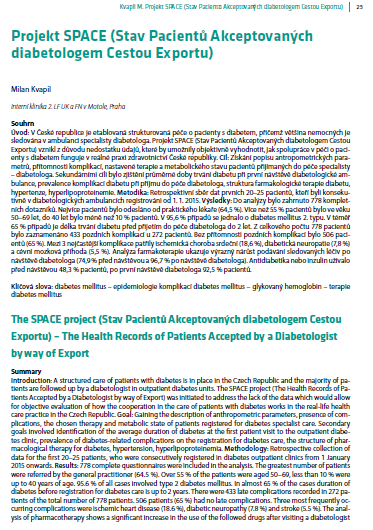 Kvapil M. Projekt SPACE (Stav Pacientů Akceptovaných diabetologem Cestou Exportu) | 25
Projekt SPACE (Stav Pacientů Akceptovaných
diabetologem Cestou Exportu)
Milan Kvapil
Interní klinika 2. LF UK a FN v Motole, Praha
Souhrn
Úvod: V České republice je etablovaná strukturovaná péče o pacienty s diabetem, přičemž většina nemocných je
sledována v ambulanci specialisty diabetologa. Projekt SPACE (Stav Pacientů Akceptovaných diabetologem Cestou
Exportu) vznikl z důvodu nedostatku údajů, které by umožnily objektivně vyhodnotit, jak spolupráce v péči o paci-
enty s diabetem funguje v reálné praxi zdravotnictví České republiky. Cíl: Získání popisu antropometrických para-
metrů, přítomnosti komplikací, nastavené terapie a metabolického stavu pacientů přijímaných do péče specialisty
– diabetologa. Sekundárními cíli bylo zjištění průměrné doby trvání diabetu při první návštěvě diabetologické am-
bulance, prevalence komplikací diabetu při příjmu do péče diabetologa, struktura farmakologické terapie diabetu,
hypertenze, hyperlipoproteinemie. Metodika: Retrospektivní sběr dat prvních 20 pacientů, kteří byli konseku-
tivně v diabetologických ambulancích registrováni od 1. 1. 2015. Výsledky: Do analýzy bylo zahrnuto 778 komplet-
ních dotazníků. Nejvíce pacientů bylo odesláno od praktického lékaře (64,5 %). Více než 55 % pacientů bylo ve věku
50–69 let, do 40 let bylo méně než 10 % pacientů. V 95,6 % případů se jednalo o diabetes mellitus 2. typu. V téměř
65 % případů je délka trvání diabetu před přijetím do péče diabetologa do 2 let. Z celkového počtu 778 pacientů
bylo zaznamenáno 433 pozdních komplikací u 272 pacientů. Bez přítomnosti pozdních komplikací bylo 506 paci-
entů (65 %). Mezi 3 nejčastější komplikace patřily ischemická choroba srdeční (18,6 %), diabetická neuropatie (7,8 %)
a cévní mozková příhoda (5,5 %). Analýza farmakoterapie ukazuje výrazný nárůst podávání sledovaných léčiv po
návštěvě diabetologa (74,9 % před návštěvou a 96,7 % po návštěvě diabetologa). Antidiabetika nebo inzulin užívalo
před návštěvou 48,3 % pacientů, po první návštěvě diabetologa 92,5 % pacientů.
Klíčová slova: diabetes mellitus – epidemiologie komplikací diabetes mellitus – glykovaný hemoglobin – terapie
diabetes mellitus
The SPACE project (Stav Pacientů Akceptovaných diabetologem Cestou
Exportu) – The Health Records of Patients Accepted by a Diabetologist
by way of Export
Summary
Introduction: A structured care of patients with diabetes is in place in the Czech Republic and the majority of pa-
tients are followed up by a diabetologist in outpatient diabetes units. The SPACE project (The Health Records of Pa-
tients Accepted by a Diabetologist by way of Export) was initiated to address the lack of the data which would allow
for objective evaluation of how the cooperation in the care of patients with diabetes works in the real-life health
care practice in the Czech Republic. Goal: Gaining the description of anthropometric parameters, presence of com-
plications, the chosen therapy and metabolic state of patients registered for diabetes specialist care. Secondary
goals involved identification of the average duration of diabetes at the first patient visit to the outpatient diabe-
tes clinic, prevalence of diabetes-related complications on the registration for diabetes care, the structure of phar-
macological therapy for diabetes, hypertension, hyperlipoproteinemia. Methodology: Retrospective collection of
data for the first 20 patients, who were consecutively registered in diabetes outpatient clinics from 1 January
2015 onwards. Results: 778 complete questionnaires were included in the analysis. The greatest number of patients
were referred by the general practitioner (64.5 %). Over 55 % of the patients were aged 50–69, less than 10 % were
up to 40 years of age. 95.6 % of all cases involved type 2 diabetes mellitus. In almost 65 % of the cases duration of
diabetes before registration for diabetes care is up to 2 years. There were 433 late complications recorded in 272 pa-
tients of the total number of 778 patients. 506 patients (65 %) had no late complications. Three most frequently oc-
curring complications were ischemic heart disease (18.6 %), diabetic neuropathy (7.8 %) and stroke (5.5 %). The anal-
ysis of pharmacotherapy shows a significant increase in the use of the followed drugs after visiting a diabetologist